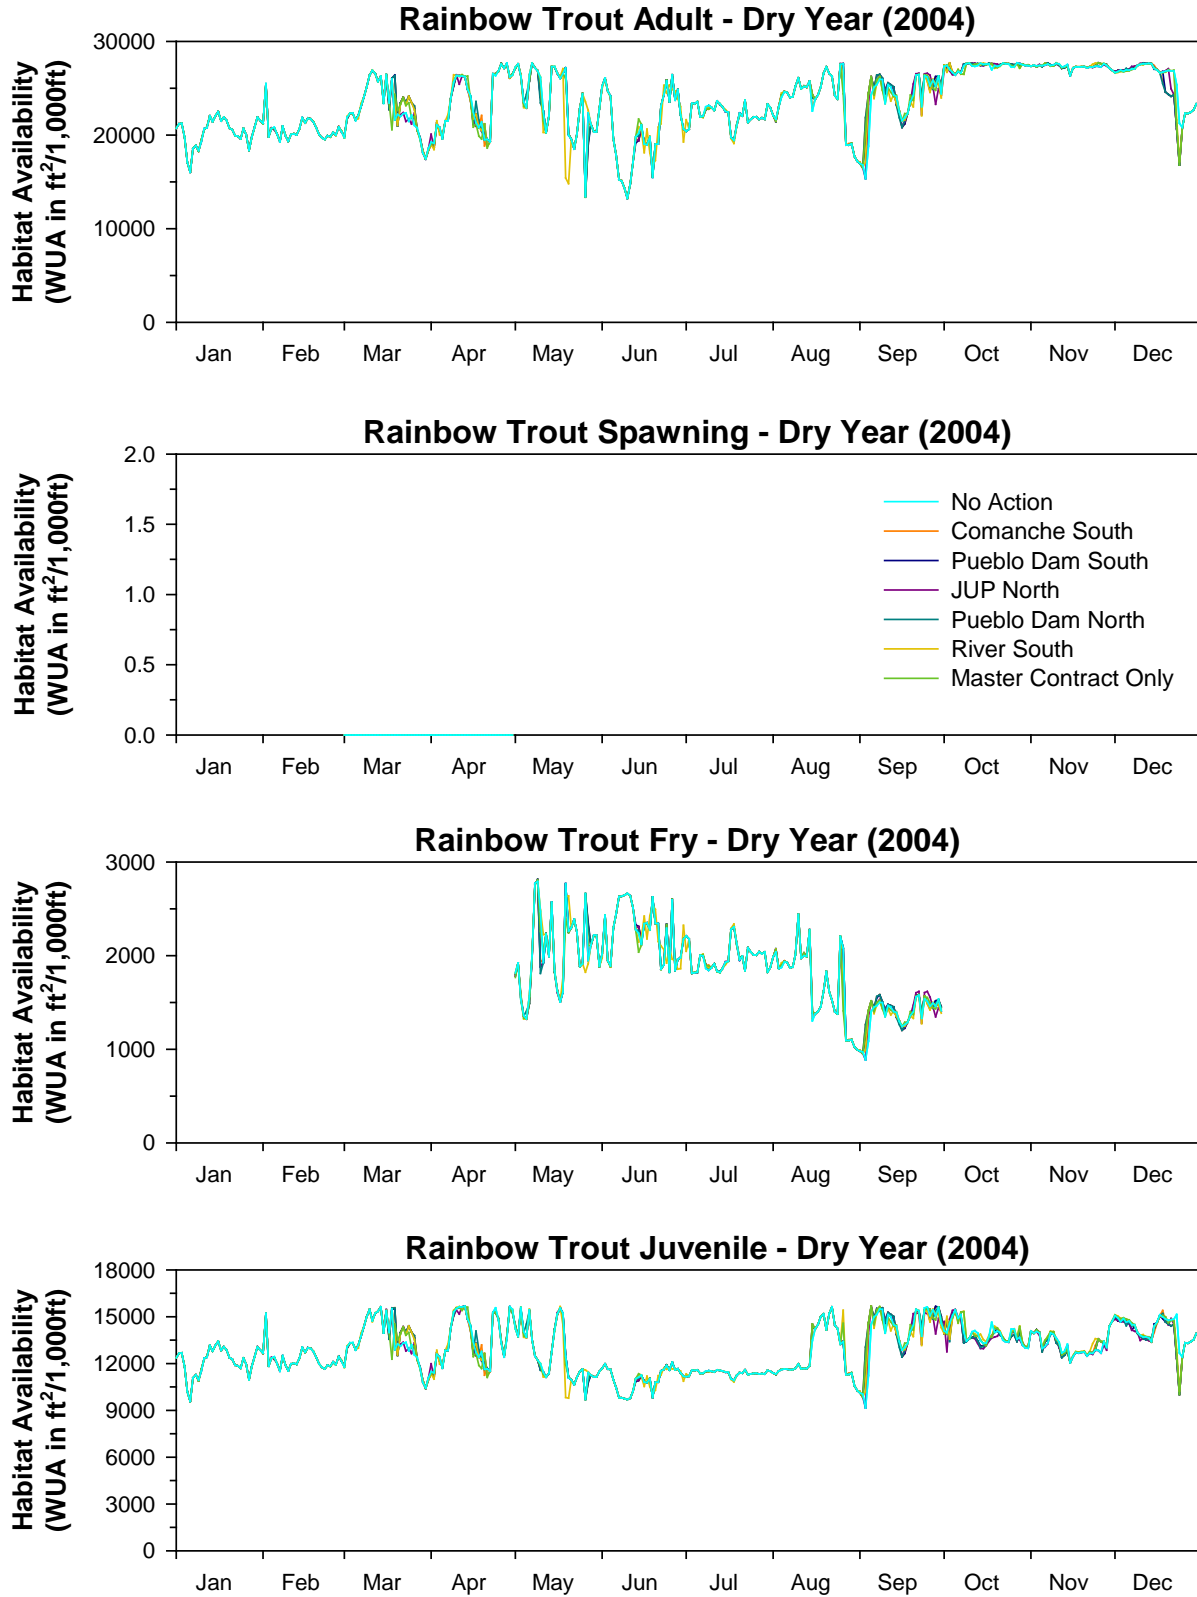 Rainbow Trout Adult - Dry Year (2004)
Habitat Availability
(WUA in ft²/1,000ft)
30000
20000
10000
0
Jan Feb Mar Apr May Jun Jul Aug Sep Oct Nov Dec
Rainbow Trout Spawning - Dry Year (2004)
Habitat Availability
(WUA in ft²/1,000ft)
2.0
1.5
1.0
0.5
0.0
No Action
Comanche South
Pueblo Dam South
JUP North
Pueblo Dam North
River South
Master Contract Only
Jan Feb Mar Apr May Jun Jul Aug Sep Oct Nov Dec
Rainbow Trout Fry - Dry Year (2004)
Habitat Availability
(WUA in ft²/1,000ft)
3000
2000
1000
0
Jan Feb Mar Apr May Jun Jul Aug Sep Oct Nov Dec
Rainbow Trout Juvenile - Dry Year (2004)
Habitat Availability
(WUA in ft²/1,000ft)
18000
15000
12000
9000
6000
3000
0
Jan Feb Mar Apr May Jun Jul Aug Sep Oct Nov Dec